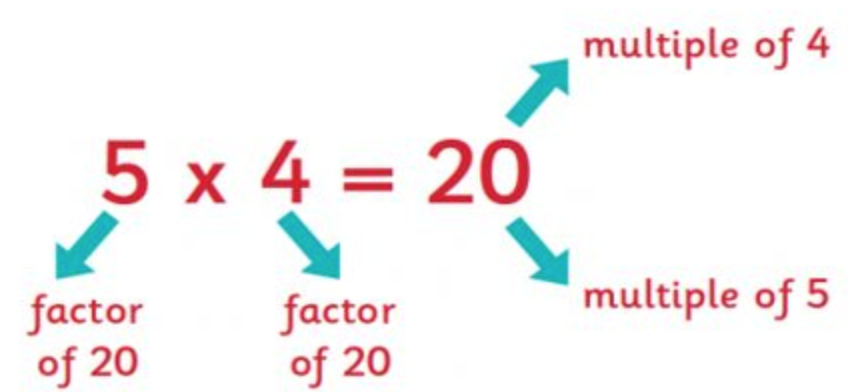 multiple of 4
5 x 4 = 20
factor
of 20
factor
of 20
multiple of 5